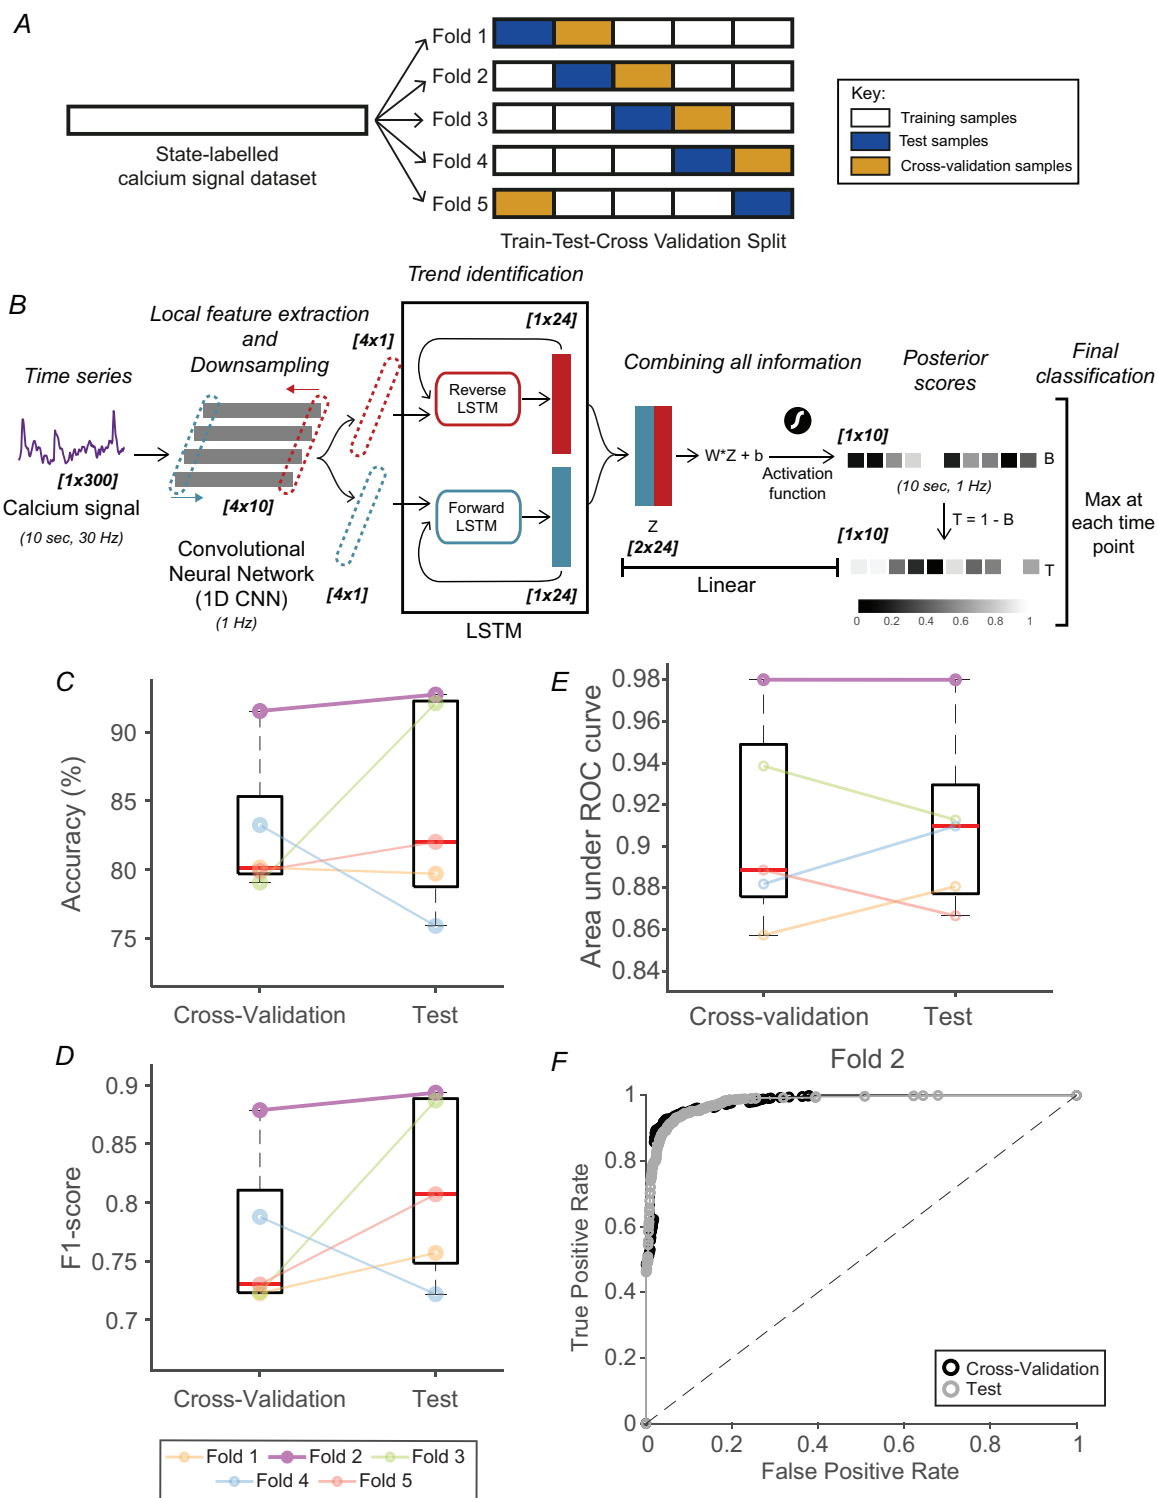 A
Fold 1
Fold 2
Fold 3
Fold 4
Fold 5
State-labelled
calcium signal dataset
Train-Test-Cross Validation Split
Key:
Training samples
Test samples
Cross-validation samples
B
Time series
[1x300]
Calcium signal
(10 sec, 30 Hz)
Local feature extraction
and
Downsampling
[4x10]
Convolutional
Neural Network
(1D CNN)
(1 Hz)
[4x1]
[4x1]
Trend identification
[1x24]
Reverse
LSTM
Forward
LSTM
[1x24]
LSTM
Combining all information
Z
[2x24]
W*Z + b
Activation
function
Linear
Posterior
scores
[1x10]
B
(10 sec, 1 Hz)
T = 1 - B
[1x10]
T
0 0.2 0.4 0.6 0.8 1
Final
classification
Max at
each time
point
C
Accuracy (%)
90
85
80
75
Cross-Validation Test
E
Area under ROC curve
0.98
0.96
0.94
0.92
0.9
0.88
0.86
0.84
Cross-validation Test
D
F1-score
0.9
0.85
0.8
0.75
0.7
Cross-Validation Test
Fold 1 Fold 2 Fold 3
Fold 4 Fold 5
F
Fold 2
True Positive Rate
1
0.8
0.6
0.4
0.2
0
0 0.2 0.4 0.6 0.8 1
False Positive Rate
Cross-Validation
Test